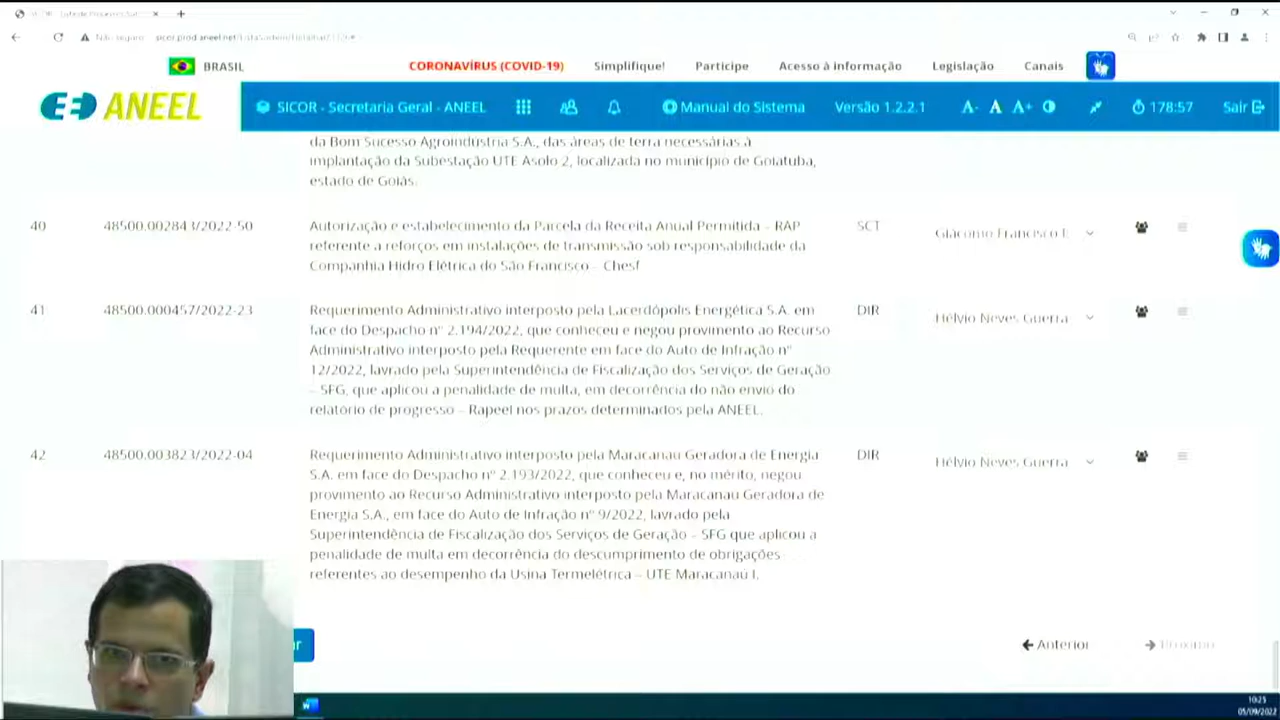 Não seguro
BRASIL
CORONAVÍRUS (COVID-19)
Simplifique!
Participe
Acesso à informação
Legislação
Canais
ANEEL
SICOR - Secretaria Geral - ANEEL
Manual do Sistema
Versão 1.2.2.1
A-
A
A+
178:57
Sair
da Bom Sucesso Agroindústria S.A., das áreas de terra necessárias à
implantação da Subestação UTE Asolo 2, localizada no município de Goiatuba,
estado de Goiás.
40
48500.002843/2022-50
Autorização e estabelecimento da Parcela da Receita Anual Permitida – RAP
referente a reforços em instalações de transmissão sob responsabilidade da
Companhia Hidro Elétrica do São Francisco – Chesf
SCT
Giácomo Francisco
41
48500.000457/2022-23
Requerimento Administrativo interposto pela Lacerdópolis Energética S.A. em
face do Despacho nº 2.194/2022, que conheceu e negou provimento ao Recurso
Administrativo interposto pela Requerente em face do Auto de Infração nº
12/2022, lavrado pela Superintendência de Fiscalização dos Serviços de Geração
– SFG, que aplicou a penalidade de multa, em decorrência do não envio do
relatório de progresso – Rapeel nos prazos determinados pela ANEEL.
DIR
Hélvio Neves Guerra
42
48500.003823/2022-04
Requerimento Administrativo interposto pela Maracanaú Geradora de Energia
S.A. em face do Despacho nº 2.193/2022, que conheceu e, no mérito, negou
provimento ao Recurso Administrativo interposto pela Maracanau Geradora de
Energia S.A., em face do Auto de Infração nº 9/2022, lavrado pela
Superintendência de Fiscalização dos Serviços de Geração – SFG que aplicou a
penalidade de multa em decorrência do descumprimento de obrigações
referentes ao desempenho da Usina Termelétrica – UTE Maracanaú I.
DIR
Hélvio Neves Guerra
Anterior
Próximo
10:25
05/09/2022